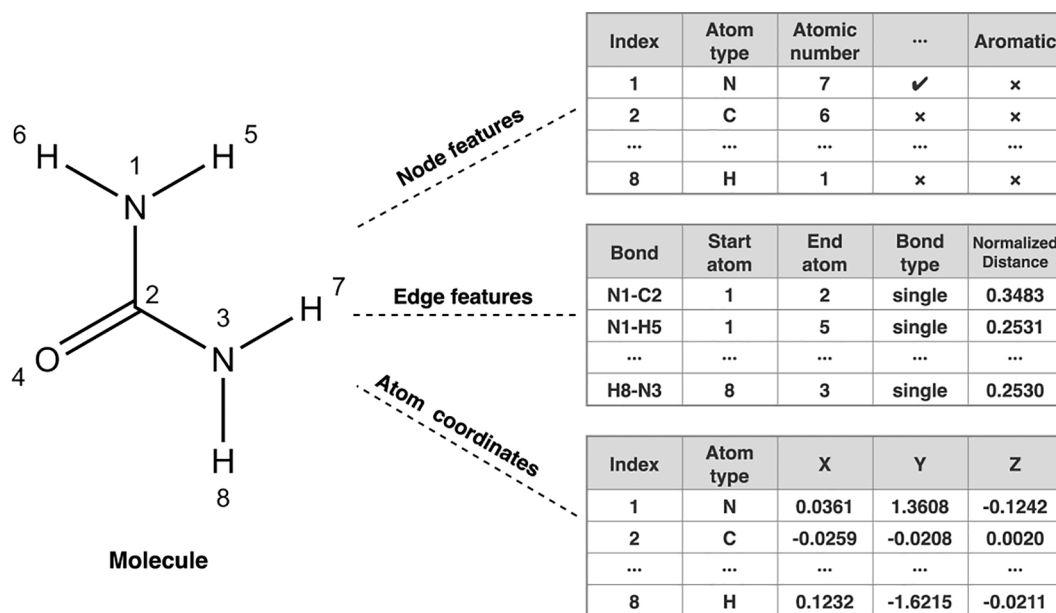 6
H
5
H
1
N
2
7
H
3
N
O
4
H
8
Molecule
Node features
Edge features
Atom coordinates
Index Atom type Atomic number ... Aromatic
1 N 7 ✔ ×
2 C 6 × ×
... ... ... ... ...
8 H 1 × ×
Bond Start atom End atom Bond type Normalized Distance
N1-C2 1 2 single 0.3483
N1-H5 1 5 single 0.2531
... ... ... ... ...
H8-N3 8 3 single 0.2530
Index Atom type X Y Z
1 N 0.0361 1.3608 -0.1242
2 C -0.0259 -0.0208 0.0020
... ... ... ... ...
8 H 0.1232 -1.6215 -0.0211